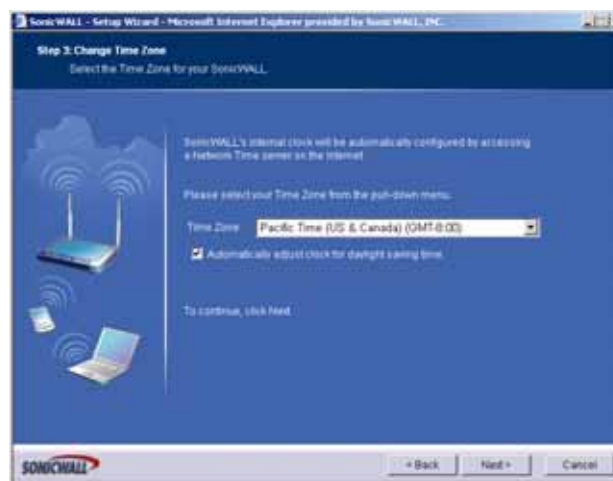 SonicWALL - Setup Wizard - Microsoft Internet Explorer provided by SonicWALL, INC.
Step 3: Change Time Zone
Select the Time Zone for your SonicWALL.
SonicWALL's internal clock will be automatically configured by accessing
a Network Time server on the Internet
Please select your Time Zone from the pull-down menu.
Time Zone Pacific Time (US & Canada) (GMT-8:00)
Automatically adjust clock for daylight saving time.
To continue, click Next.
SONICWALL
< Back Next > Cancel